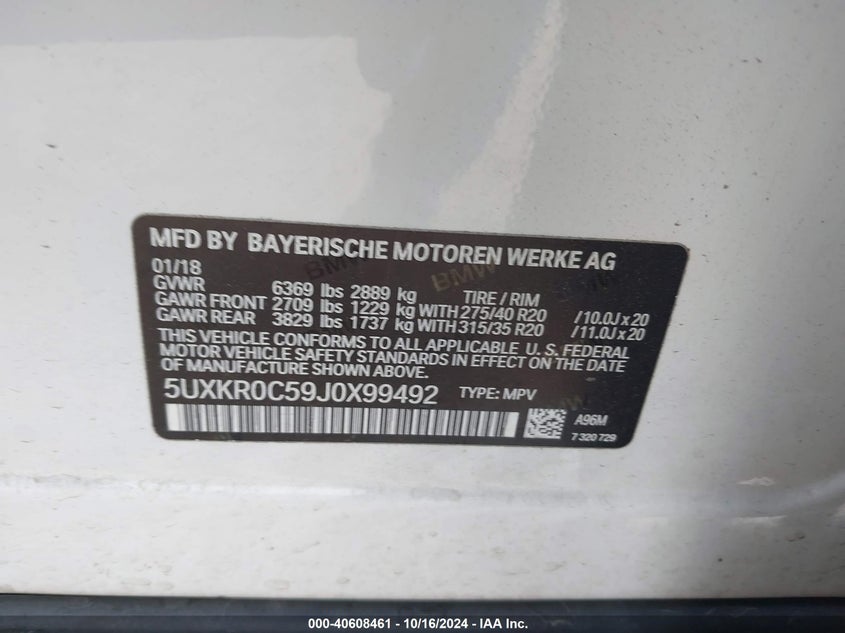 MFD BY BAYERISCHE MOTOREN WERKE AG
01/18
GVWR 6369 lbs 2889 kg TIRE / RIM
GAWR FRONT 2709 lbs 1229 kg WITH 275/40 R20 /10.0J x 20
GAWR REAR 3829 lbs 1737 kg WITH 315/35 R20 /11.0J x 20
THIS VEHICLE CONFORMS TO ALL APPLICABLE U. S. FEDERAL
MOTOR VEHICLE SAFETY STANDARDS IN EFFECT ON THE DATE OF
MANUFACTURE SHOWN ABOVE.
5UXKR0C59J0X99492 TYPE: MPV
A96M
7 320 729
BMW
BMW
000-40608461 - 10/16/2024 - IAA Inc.